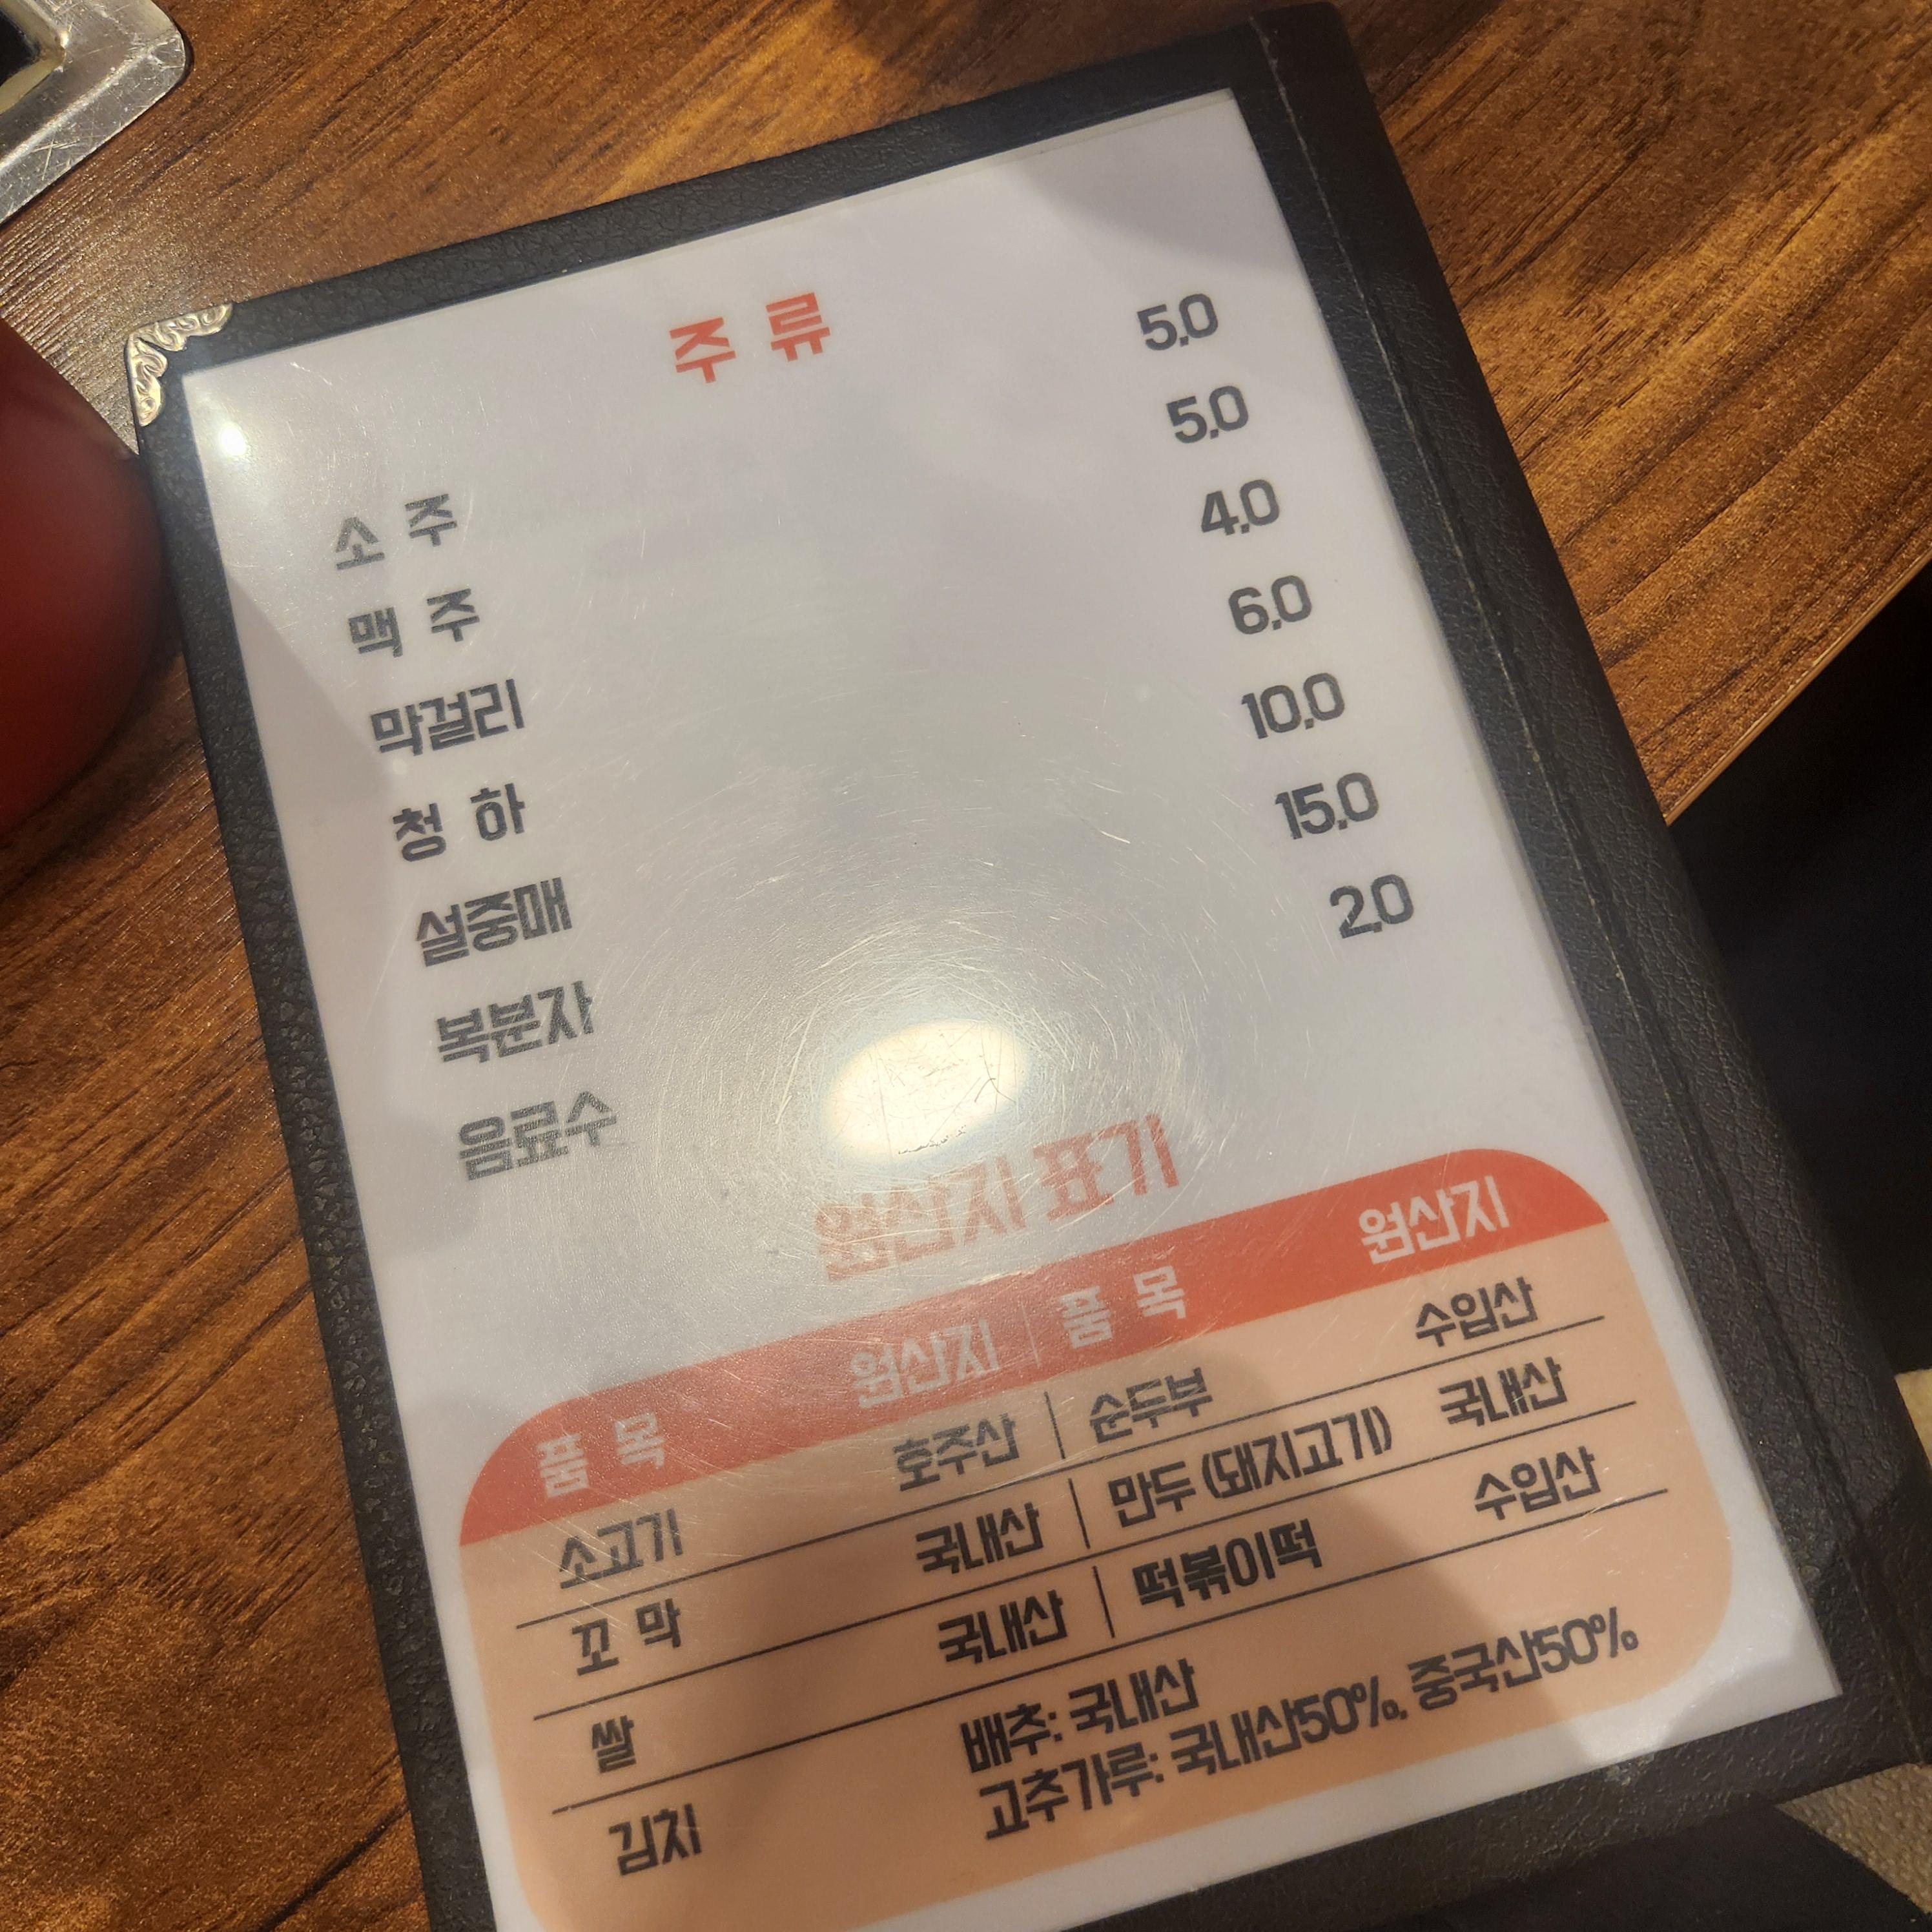 주 류
소 주 5.0
맥 주 5.0
막걸리 4.0
청 하 6.0
설중매 10.0
복분자 15.0
음료수 2.0
원산지 표기
품 목 원산지 품 목 원산지
소고기 호주산 순두부 수입산
꼬 막 국내산 만두 (돼지고기) 국내산
쌀 국내산 떡볶이떡 수입산
김치 배추: 국내산
고추가루: 국내산50%, 중국산50%